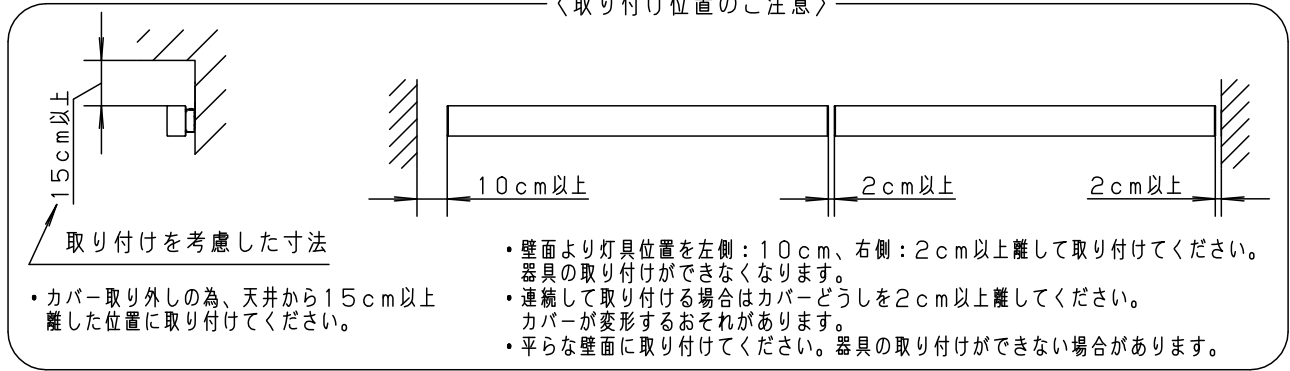 〈取り付け位置のご注意〉
15cm以上
取り付けを考慮した寸法
・カバー取り外しの為、天井から15cm以上
離した位置に取り付けてください。
10cm以上
2cm以上
2cm以上
・壁面より灯具位置を左側：10cm、右側：2cm以上離して取り付けてください。
器具の取り付けができなくなります。
・連続して取り付ける場合はカバーどうしを2cm以上離してください。
カバーが変形するおそれがあります。
・平らな壁面に取り付けてください。器具の取り付けができない場合があります。